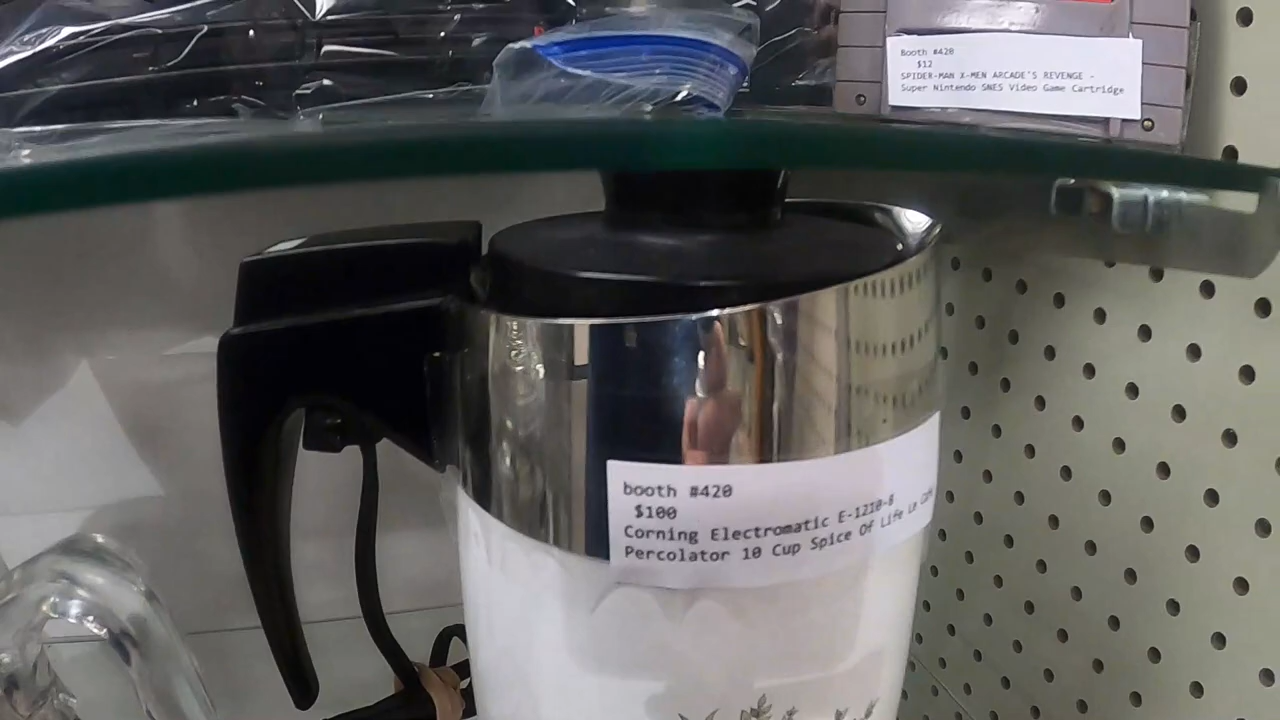 Booth #420
$12
SPIDER-MAN X-MEN ARCADE'S REVENGE -
Super Nintendo SNES Video Game Cartridge
booth #420
$100
Corning Electromatic E-1210-8
Percolator 10 Cup Spice Of Life Le